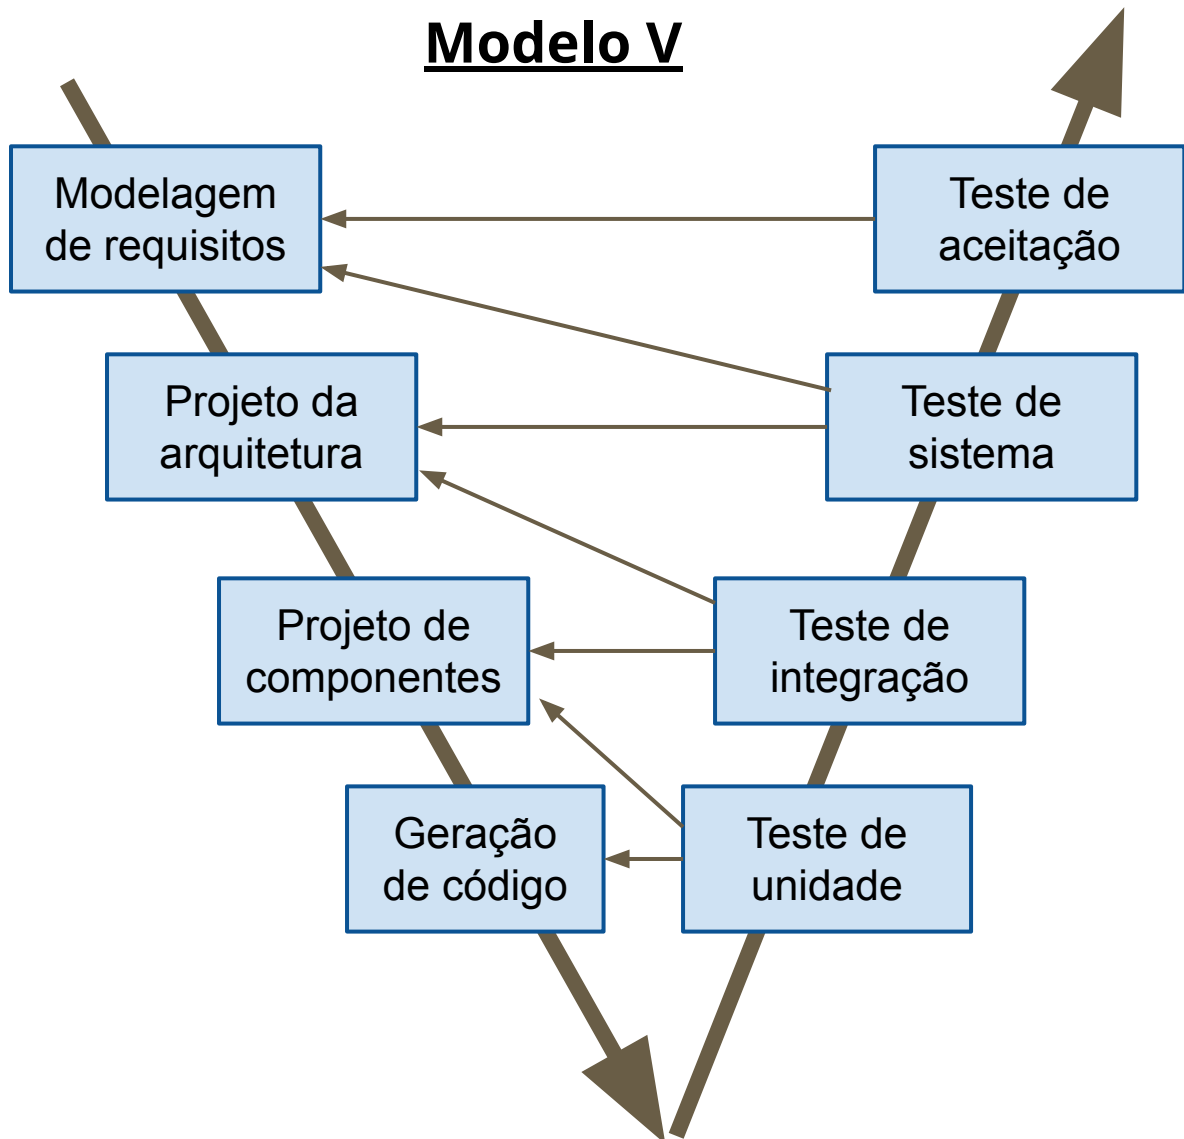 Modelo V
Modelagem
de requisitos
Teste de
aceitação
Projeto da
arquitetura
Teste de
sistema
Projeto de
componentes
Teste de
integração
Geração
de código
Teste de
unidade